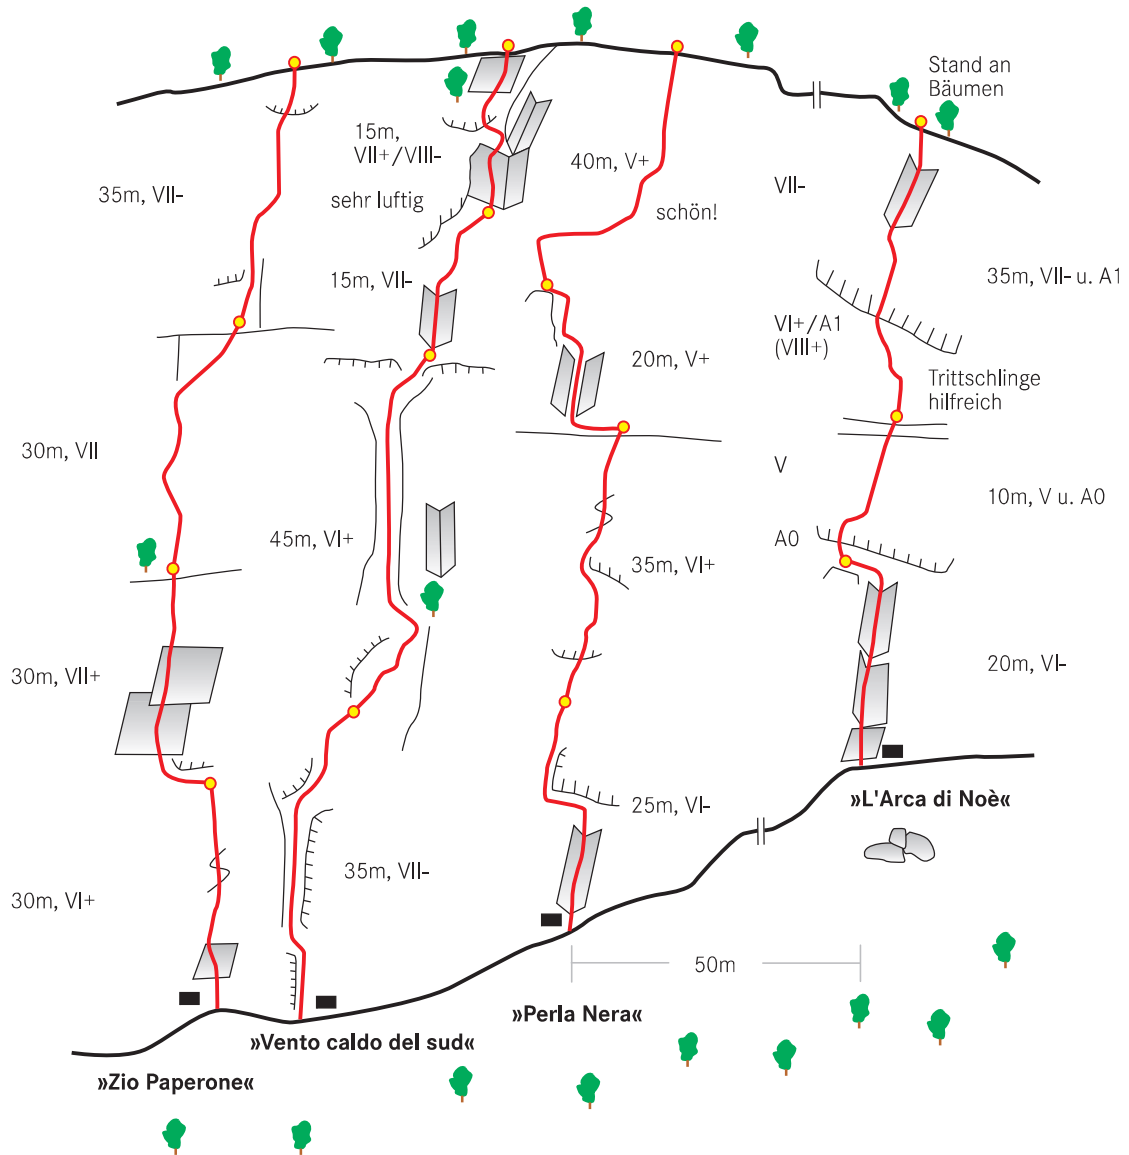 Stand an
Bäumen
15m,
VII+/VIII-
40m, V+
VII-
35m, VII-
sehr luftig
schön!
15m, VII-
35m, VII- u. A1
VI+/A1
(VIII+)
20m, V+
Trittschlinge
hilfreich
30m, VII
V
10m, V u. A0
45m, VI+
A0
35m, VI+
30m, VII+
20m, VI-
25m, VI-
»L'Arca di Noè«
35m, VII-
30m, VI+
50m
»Perla Nera«
»Vento caldo del sud«
»Zio Paperone«